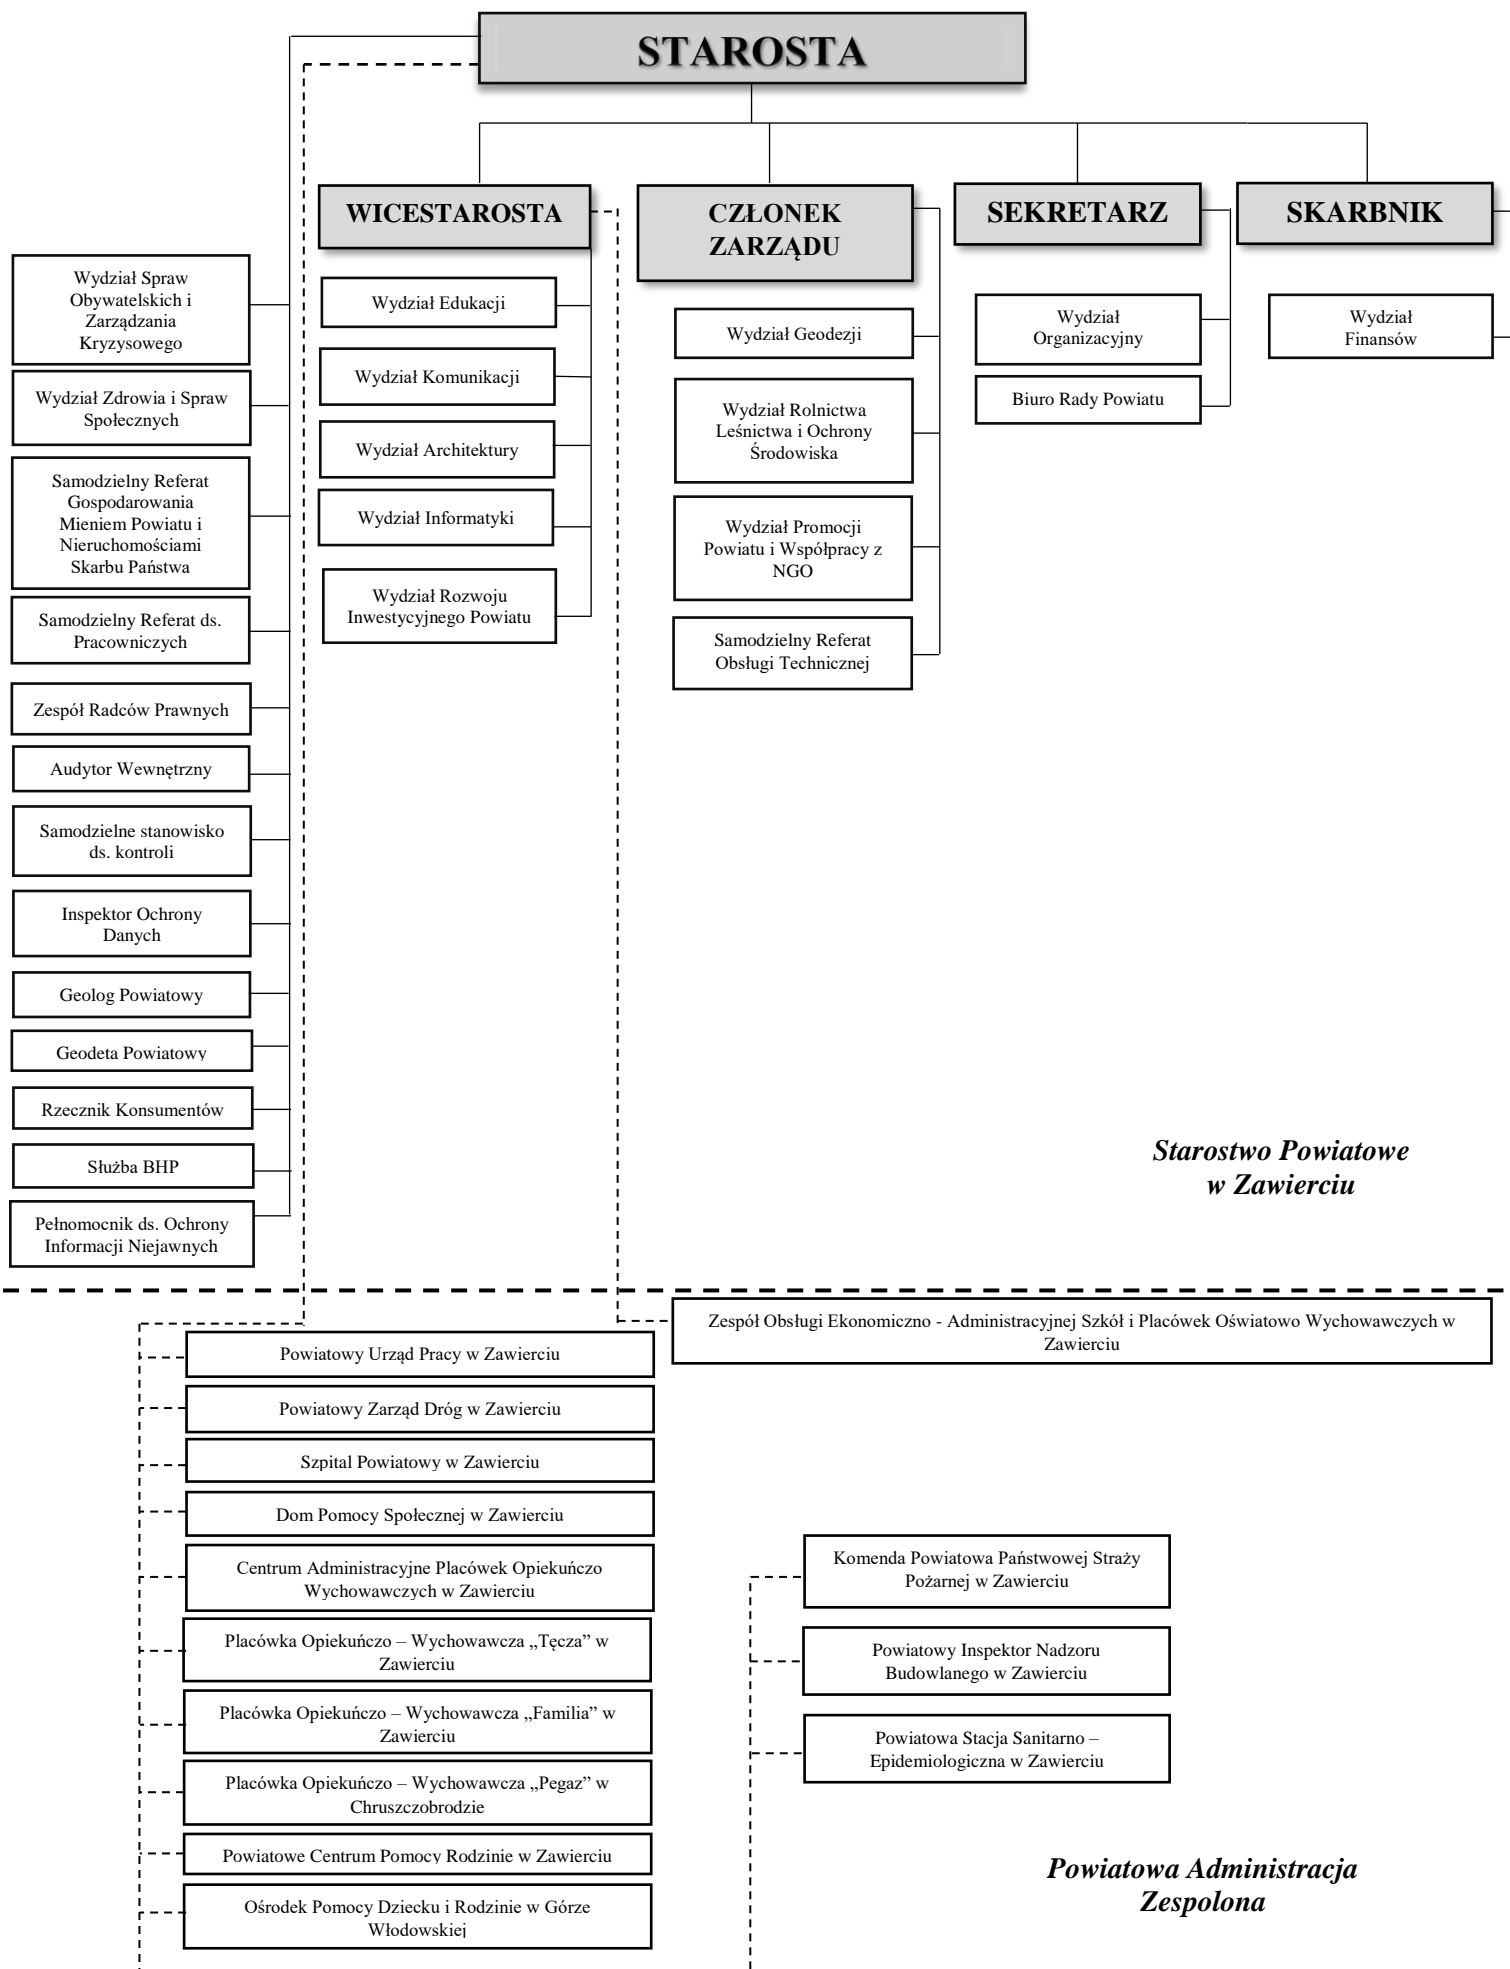 STAROSTA
WICESTAROSTA
CZŁONEK
ZARZĄDU
SEKRETARZ
SKARBNIK
Wydział Spraw
Obywatelskich i
Zarządzania
Kryzysowego
Wydział Zdrowia i Spraw
Społecznych
Samodzielny Referat
Gospodarowania
Mieniem Powiatu i
Nieruchomościami
Skarbu Państwa
Samodzielny Referat ds.
Pracowniczych
Zespół Radców Prawnych
Audytor Wewnętrzny
Samodzielne stanowisko
ds. kontroli
Inspektor Ochrony
Danych
Geolog Powiatowy
Geodeta Powiatowy
Rzecznik Konsumentów
Służba BHP
Pełnomocnik ds. Ochrony
Informacji Niejawnych
Wydział Edukacji
Wydział Komunikacji
Wydział Architektury
Wydział Informatyki
Wydział Rozwoju
Inwestycyjnego Powiatu
Wydział Geodezji
Wydział Rolnictwa
Leśnictwa i Ochrony
Środowiska
Wydział Promocji
Powiatu i Współpracy z
NGO
Samodzielny Referat
Obsługi Technicznej
Wydział
Organizacyjny
Biuro Rady Powiatu
Wydział
Finansów
Starostwo Powiatowe
w Zawierciu
Zespół Obsługi Ekonomiczno - Administracyjnej Szkół i Placówek Oświatowo Wychowawczych w
Zawierciu
Powiatowy Urząd Pracy w Zawierciu
Powiatowy Zarząd Dróg w Zawierciu
Szpital Powiatowy w Zawierciu
Dom Pomocy Społecznej w Zawierciu
Centrum Administracyjne Placówek Opiekuńczo
Wychowawczych w Zawierciu
Placówka Opiekuńczo – Wychowawcza „Tęcza” w
Zawierciu
Placówka Opiekuńczo – Wychowawcza „Familia” w
Zawierciu
Placówka Opiekuńczo – Wychowawcza „Pegaz” w
Chruszczobrodzie
Powiatowe Centrum Pomocy Rodzinie w Zawierciu
Ośrodek Pomocy Dziecku i Rodzinie w Górze
Włodowskiej
Komenda Powiatowa Państwowej Straży
Pożarnej w Zawierciu
Powiatowy Inspektor Nadzoru
Budowlanego w Zawierciu
Powiatowa Stacja Sanitarno –
Epidemiologiczna w Zawierciu
Powiatowa Administracja
Zespolona